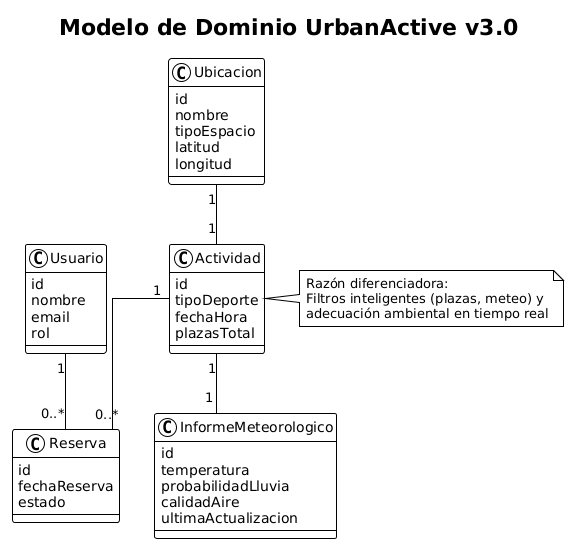 Modelo de Dominio UrbanActive v3.0
C Ubicacion
id
nombre
tipoEspacio
latitud
longitud
1
1
C Usuario
id
nombre
email
rol
C Actividad
id
tipoDeporte
fechaHora
plazasTotal
Razón diferenciadora:
Filtros inteligentes (plazas, meteo) y
adecuación ambiental en tiempo real
1
1
1
0..*
0..*
1
C Reserva
id
fechaReserva
estado
C InformeMeteorologico
id
temperatura
probabilidadLluvia
calidadAire
ultimaActualizacion